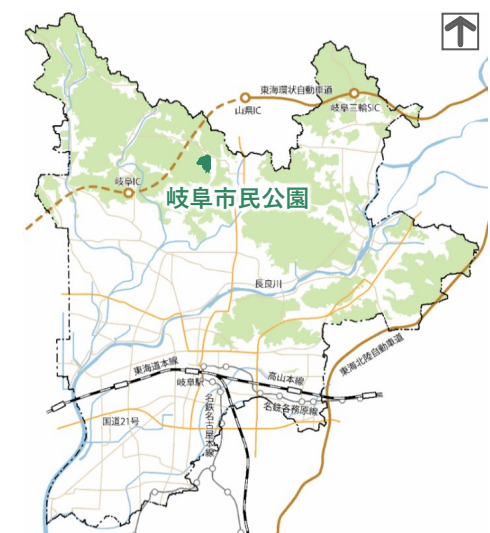 東海環状自動車道
山県IC
岐阜三輪SIC
岐阜IC
岐阜市民公園
長良川
東海北陸自動車道
東海道本線
高山本線
岐阜駅
名鉄各務原線
名鉄名古屋本線
国道21号